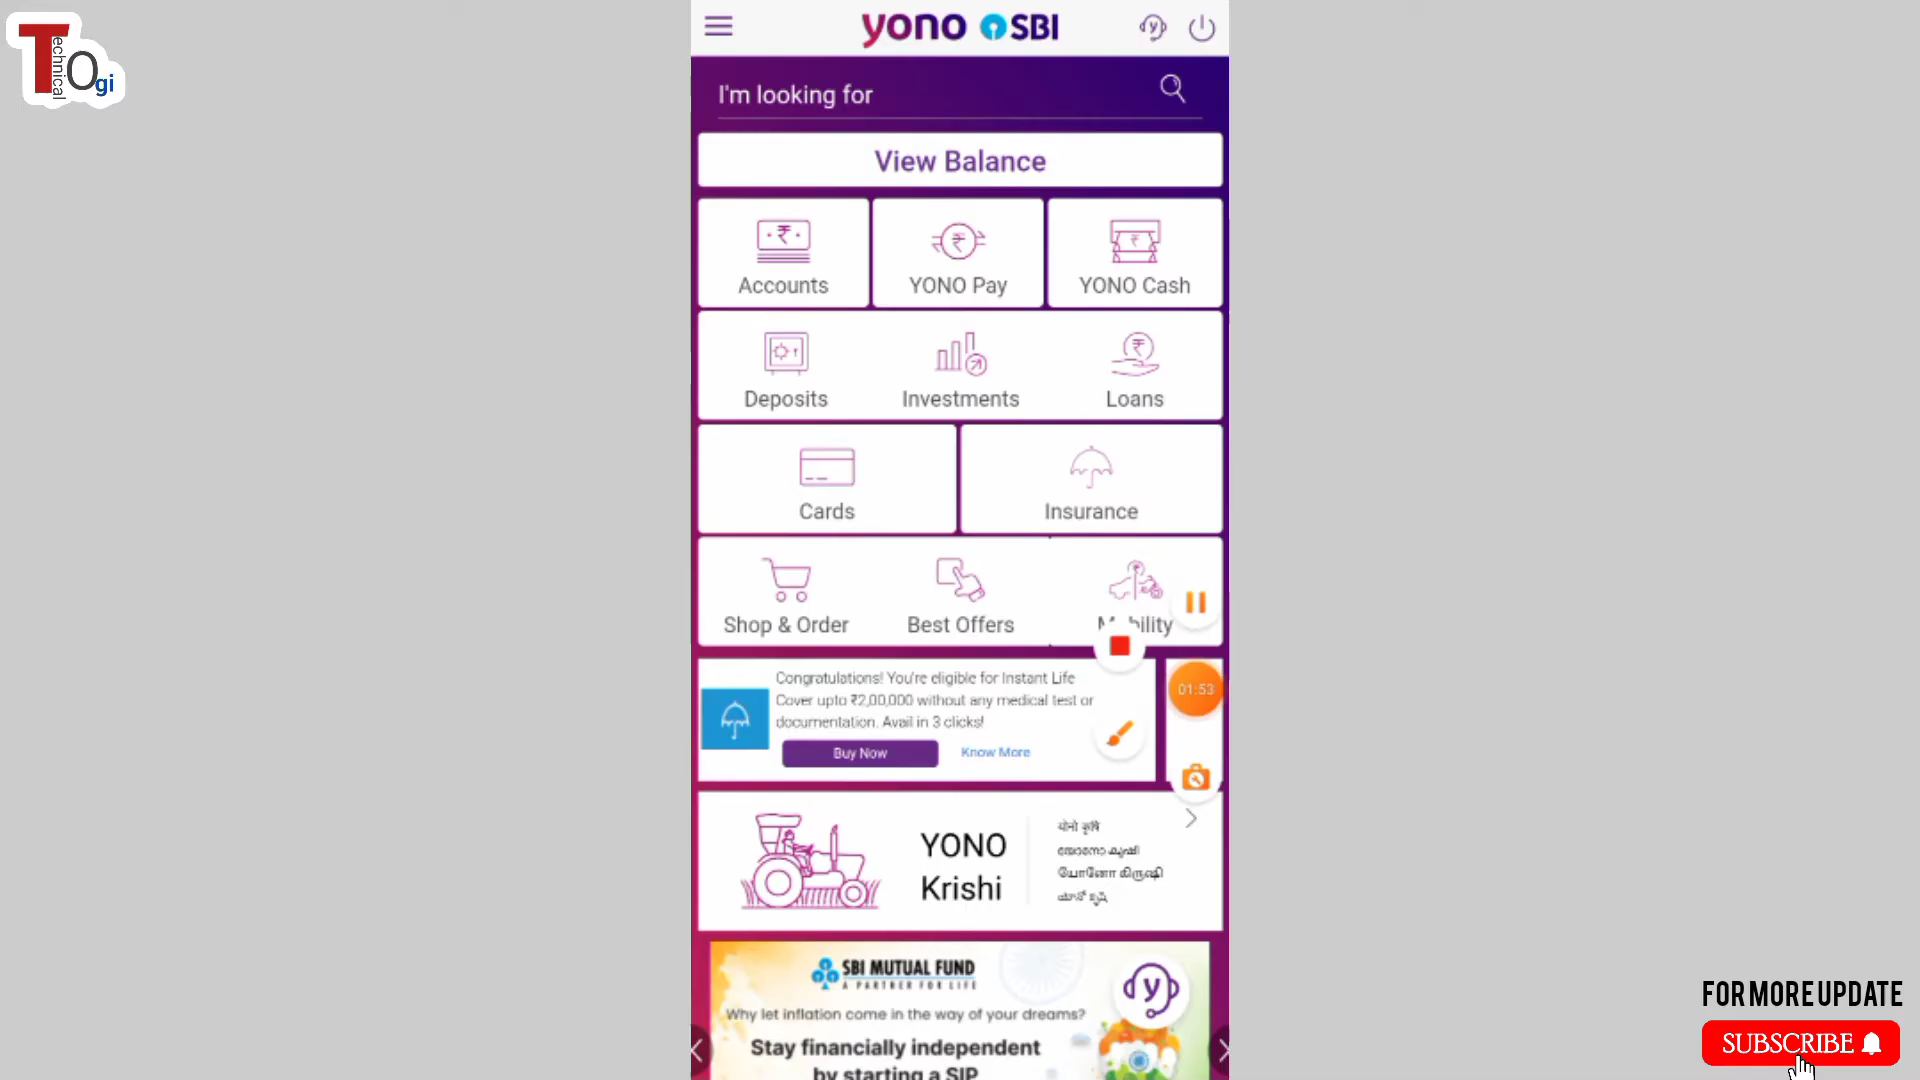 Technical Ogi
yono SBI
I'm looking for
View Balance
Accounts
YONO Pay
YONO Cash
Deposits
Investments
Loans
Cards
Insurance
Shop & Order
Best Offers
01:53
Congratulations! You're eligible for Instant Life
Cover upto ₹2,00,000 without any medical test or
documentation. Avail in 3 clicks!
Buy Now
Know More
YONO
Krishi
योनो कृषि
യോനോ കൃഷി
யோனோ கிருஷி
యోనో కృషి
SBI MUTUAL FUND
A PARTNER FOR LIFE
Why let inflation come in the way of your dreams?
Stay financially independent
by starting a SIP
FOR MORE UPDATE
SUBSCRIBE